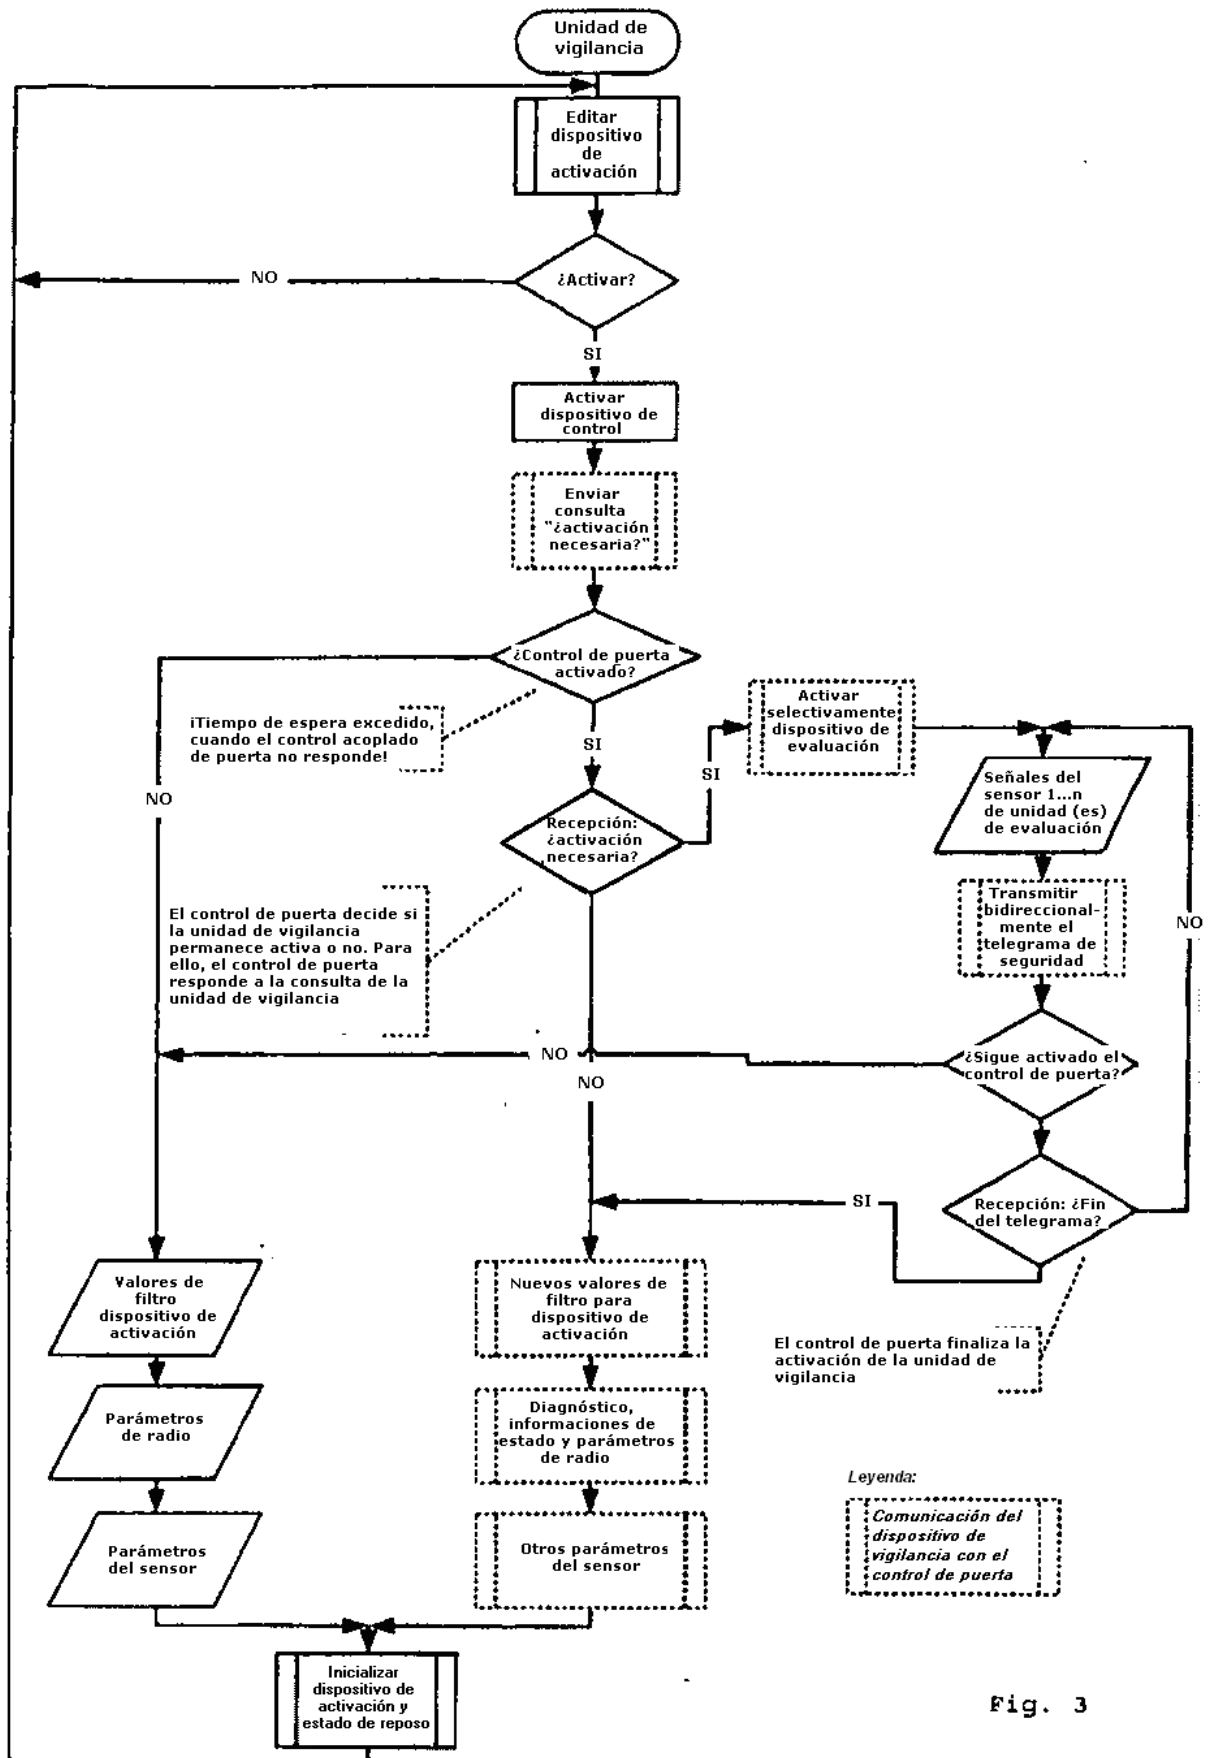 Unidad de
vigilancia
Editar
dispositivo
de
activación
¿Activar?
NO
SI
Activar
dispositivo de
control
Enviar
consulta
"¿activación
necesaria?"
¿Control de puerta
activado?
¡Tiempo de espera excedido,
cuando el control acoplado
de puerta no responde!
SI
NO
Activar
selectivamente
dispositivo de
evaluación
SI
Señales del
sensor 1...n
de unidad (es)
de evaluación
Recepción:
¿activación
necesaria?
El control de puerta decide si
la unidad de vigilancia
permanece activa o no. Para
ello, el control de puerta
responde a la consulta de la
unidad de vigilancia
Transmitir
bidireccional-
mente el
telegrama de
seguridad
NO
NO
NO
¿Sigue activado el
control de puerta?
SI
Recepción: ¿Fin
del telegrama?
Valores de
filtro
dispositivo de
activación
Nuevos valores de
filtro para
dispositivo de
activación
El control de puerta finaliza la
activación de la unidad de
vigilancia
Parámetros
de radio
Diagnóstico,
informaciones de
estado y parámetros
de radio
Leyenda:
Comunicación del
dispositivo de
vigilancia con el
control de puerta
Parámetros
del sensor
Otros parámetros
del sensor
Inicializar
dispositivo de
activación y
estado de reposo
Fig. 3